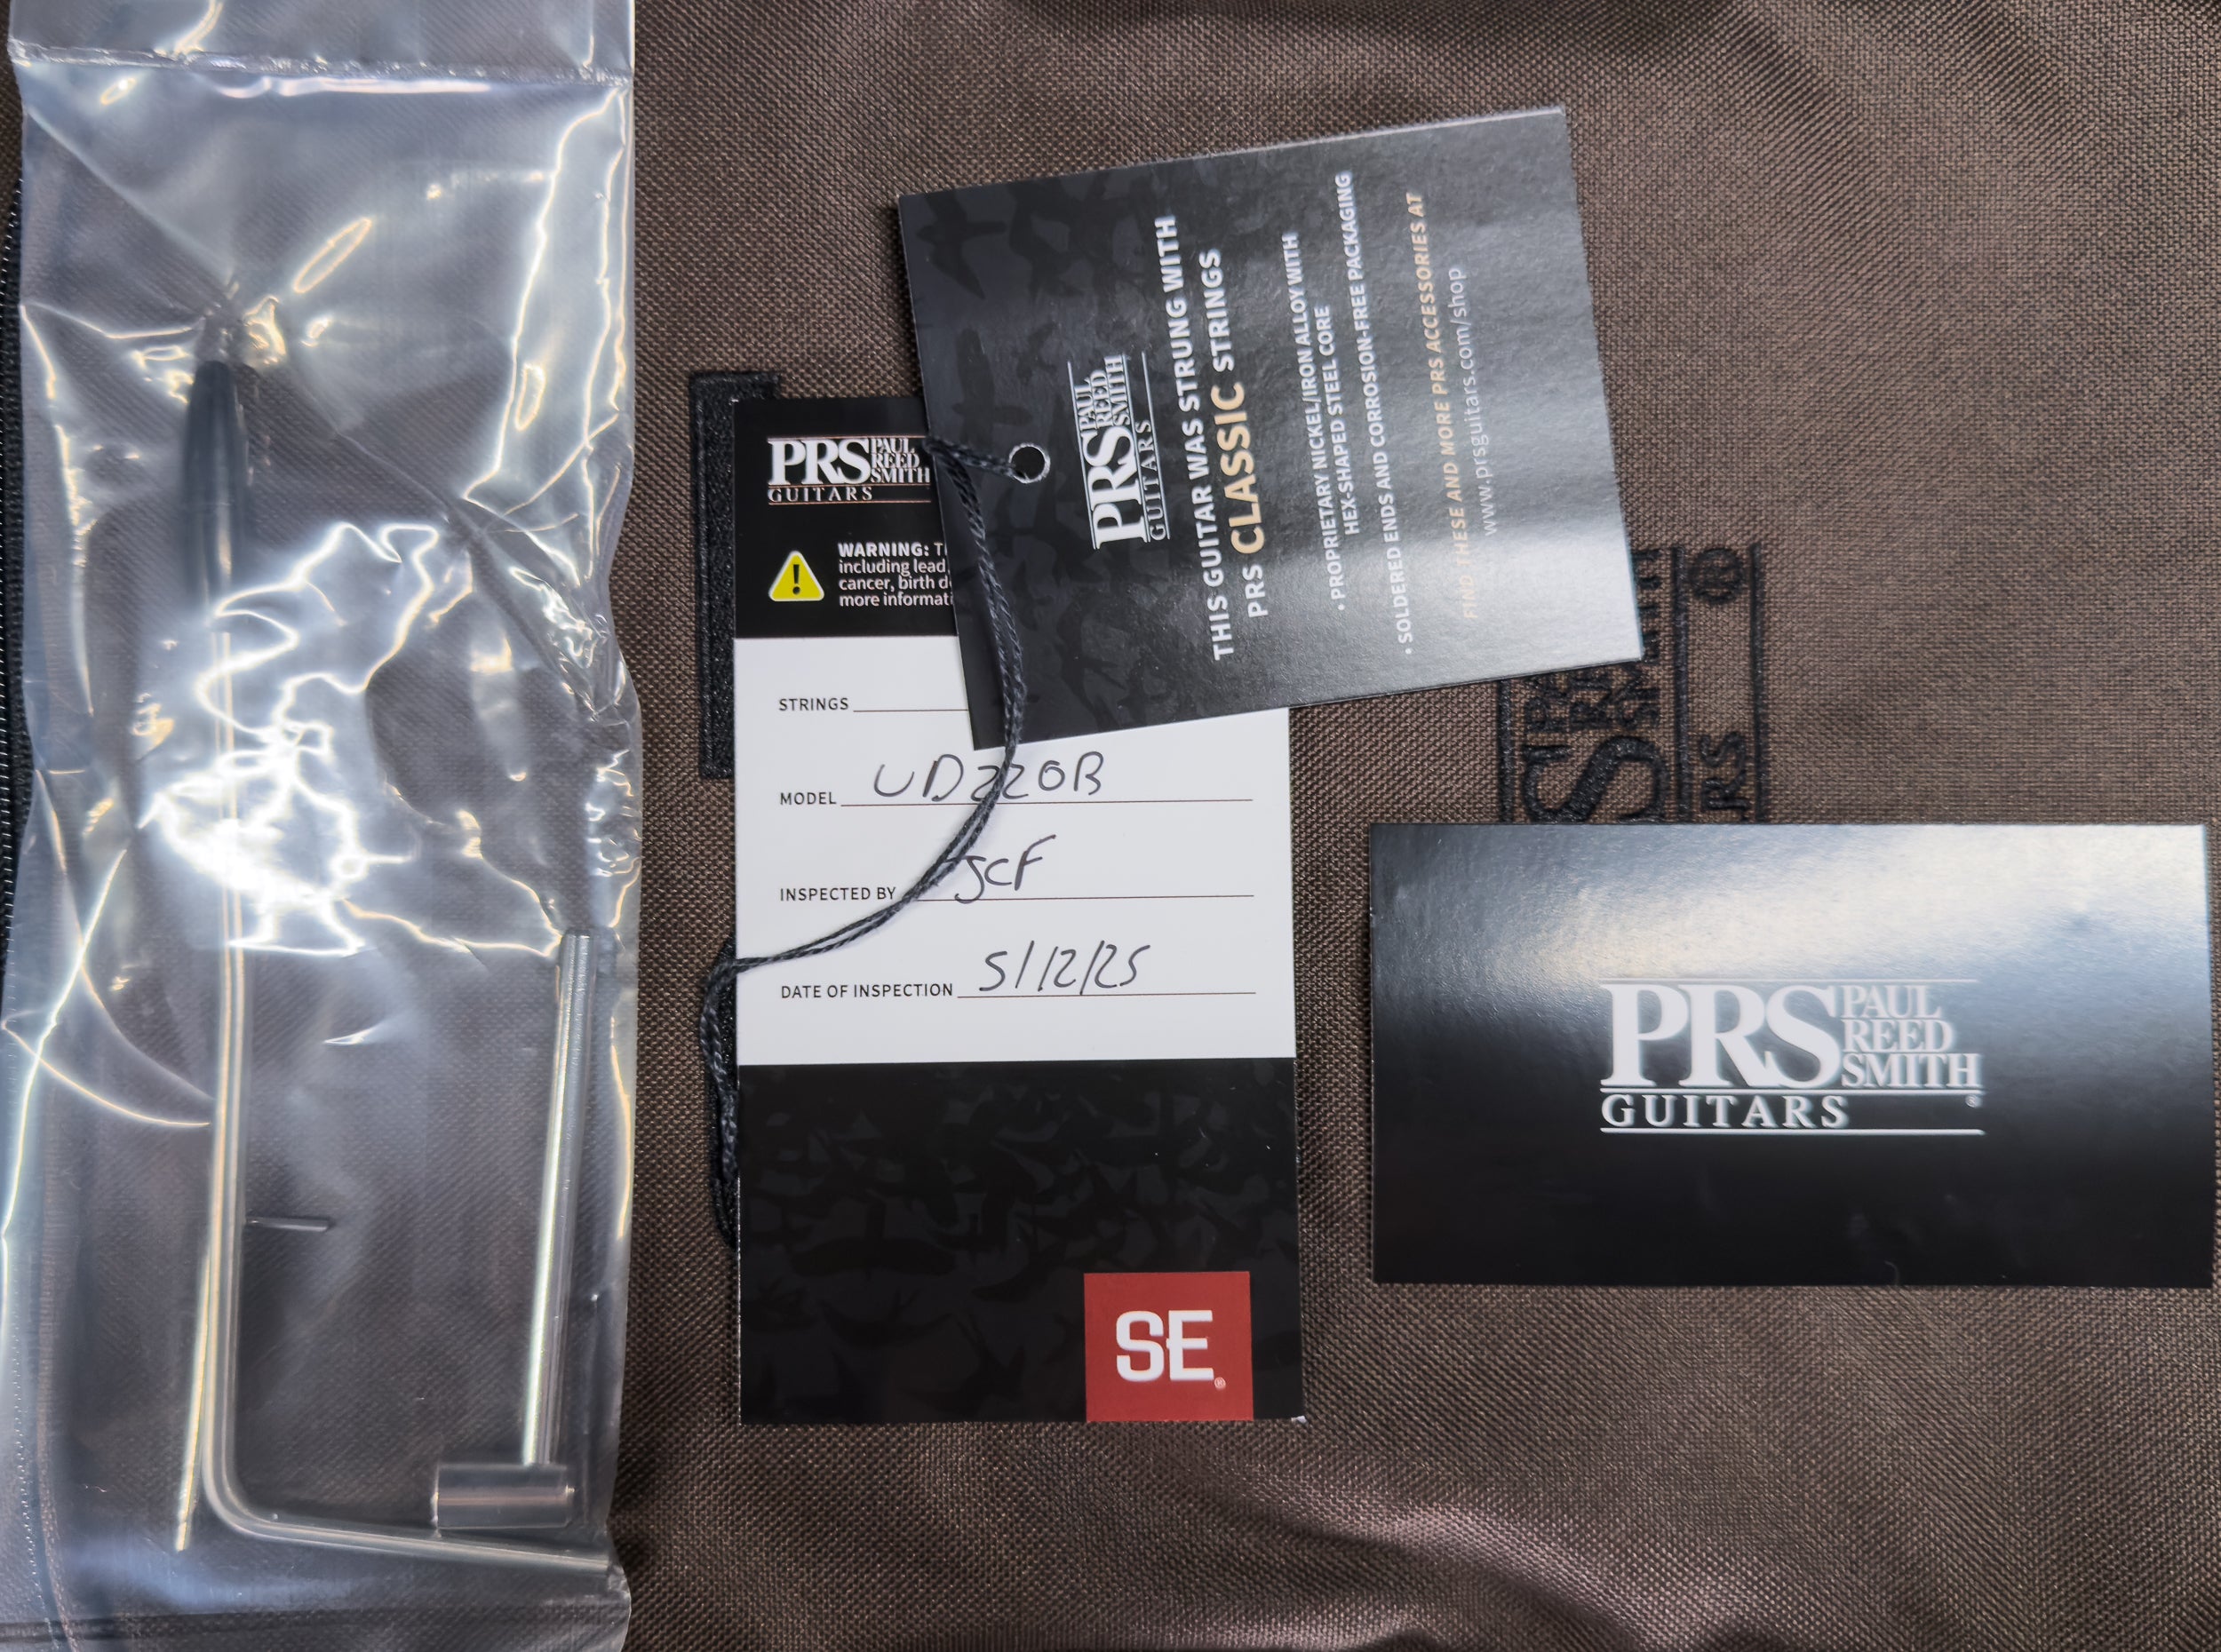 PRS PAUL
REED
SMITH
GUITARS
WARNING:
including lead,
cancer, birth
more
STRINGS
MODEL UD220B
INSPECTED BY JCF
DATE OF INSPECTION 5/12/25
SE®
PRS PAUL
REED
SMITH
GUITARS
THIS GUITAR WAS STRUNG WITH
PRS CLASSIC STRINGS
• PROPRIETARY NICKEL/IRON ALLOY WITH
HEX-SHAPED STEEL CORE
• SOLDERED ENDS AND CORROSION-FREE PACKAGING
FIND THESE AND MORE PRS ACCESSORIES AT
www.prsguitars.com/shop
PRS PAUL
REED
SMITH®
GUITARS